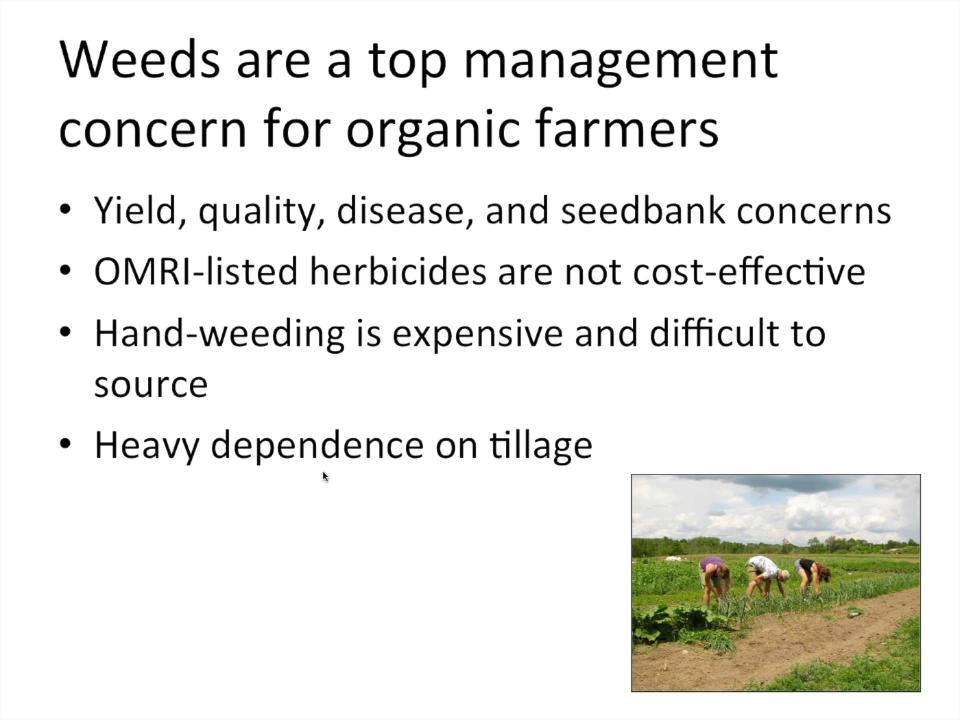 Weeds are a top management
concern for organic farmers
• Yield, quality, disease, and seedbank concerns
• OMRI-listed herbicides are not cost-effective
• Hand-weeding is expensive and difficult to
source
• Heavy dependence on tillage